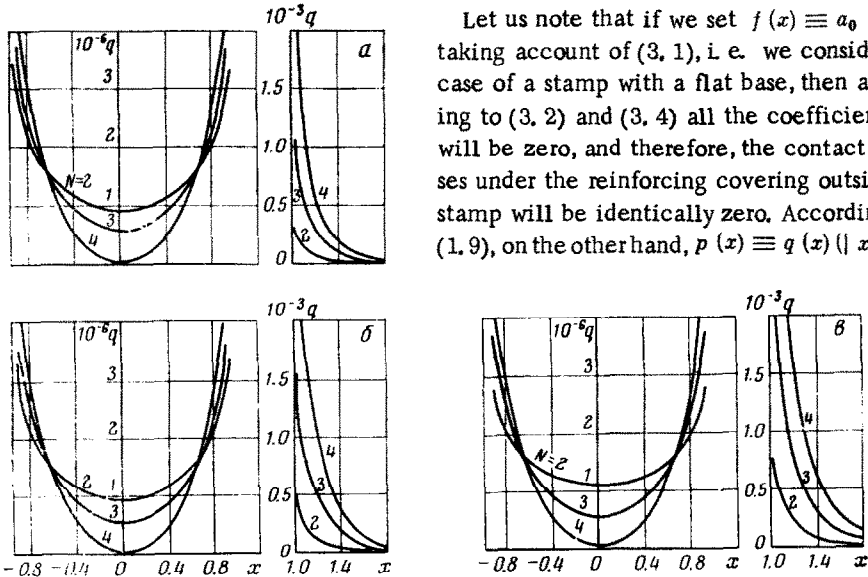 Let us note that if we set f (x) ≡ a₀
taking account of (3, 1), i. e. we consid
case of a stamp with a flat base, then a
ing to (3. 2) and (3. 4) all the coefficien
will be zero, and therefore, the contact
ses under the reinforcing covering outsi
stamp will be identically zero. Accordin
(1. 9), on the other hand, p (x) ≡ q (x) (| x
10⁻⁶q
3
2
N=2
1
3
4
10⁻³q
а
1.5
1.0
4
3
0.5
2
0
10⁻⁶q
3
2
2
1
3
4
-0.8 -0.4 0 0.4 0.8 x
10⁻³q
б
1.5
1.0
4
3
0.5
2
0
1.0 1.4 x
10⁻⁶q
3
2
N=2
1
3
4
-0.8 -0.4 0 0.4 0.8 x
10⁻³q
в
1.5
1.0
4
3
0.5
2
0
1.0 1.4 x